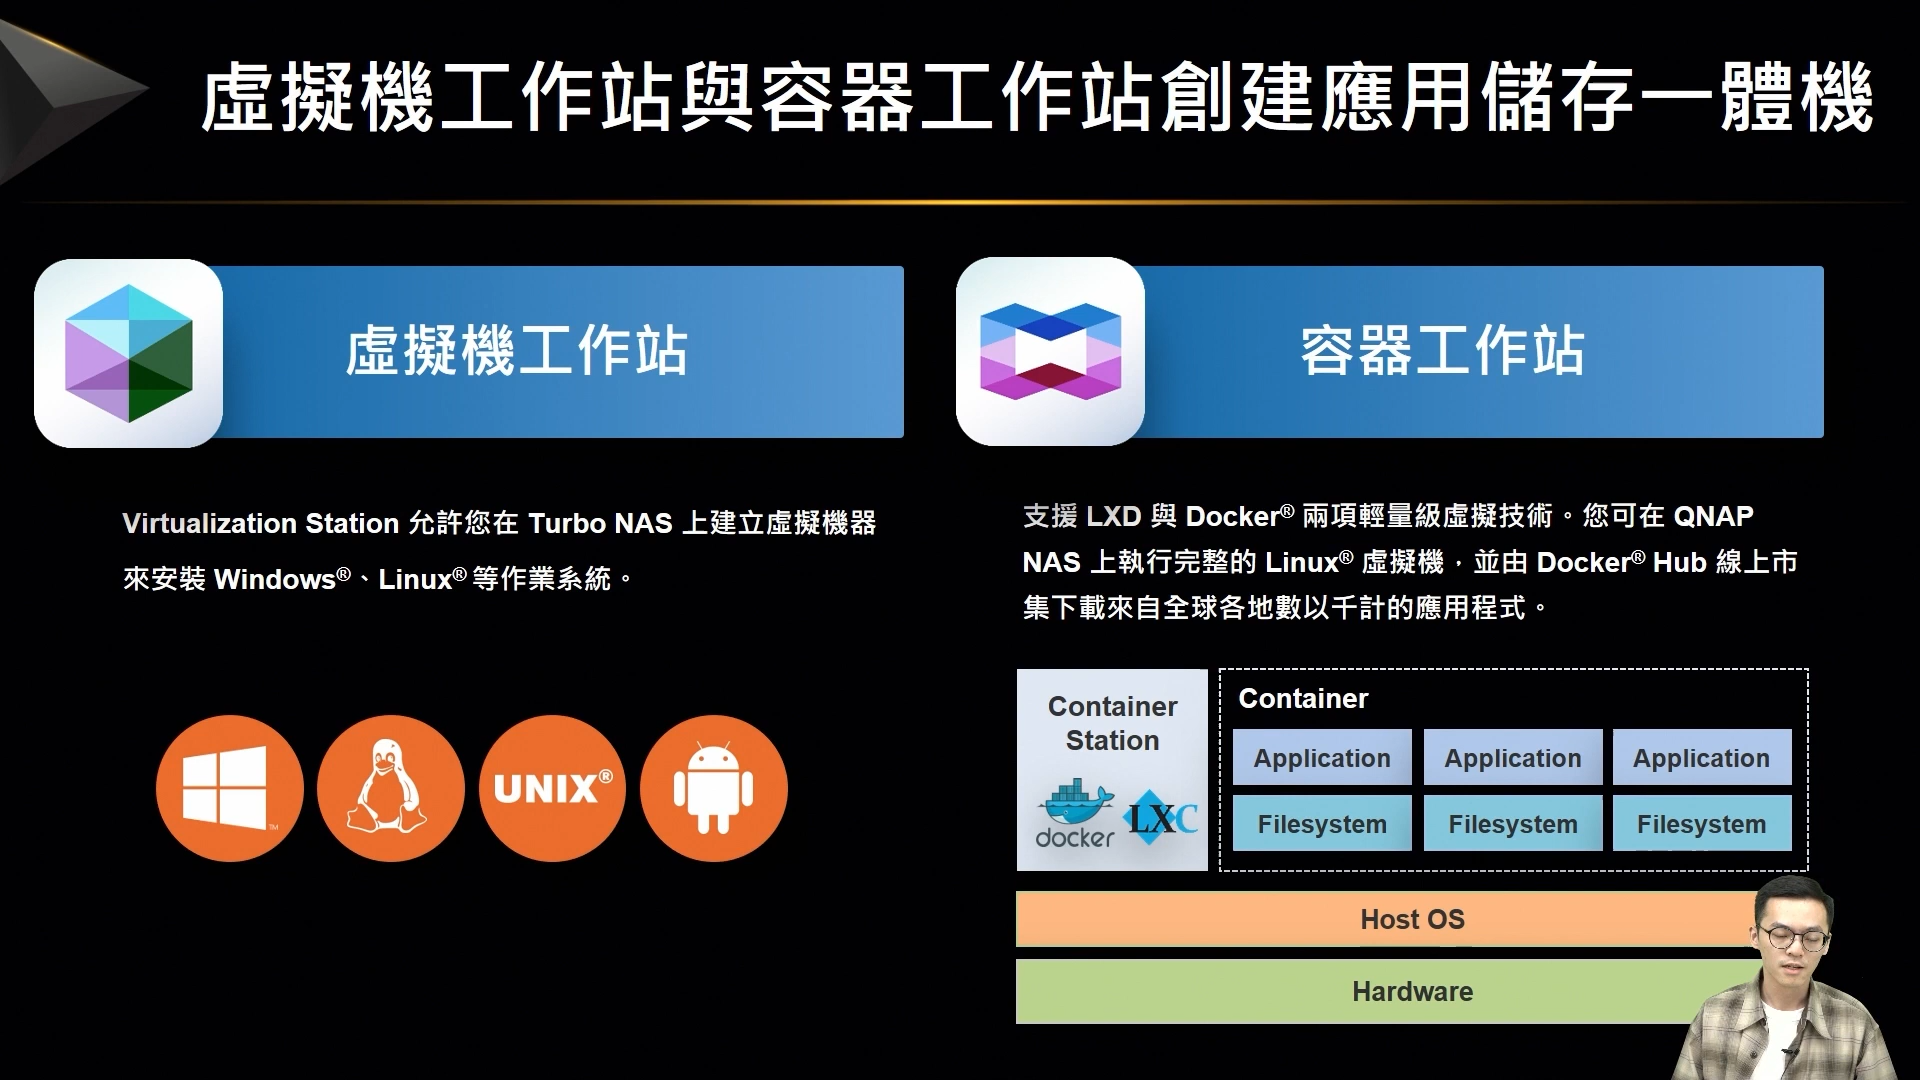 虛擬機工作站與容器工作站創建應用儲存一體機
虛擬機工作站
Virtualization Station 允許您在 Turbo NAS 上建立虛擬機器
來安裝 Windows®、Linux® 等作業系統。
TM
UNIX®
容器工作站
支援 LXD 與 Docker® 兩項輕量級虛擬技術。您可在 QNAP
NAS 上執行完整的 Linux® 虛擬機，並由 Docker® Hub 線上市
集下載來自全球各地數以千計的應用程式。
Container
Station
docker
LXC
Container
Application Application Application
Filesystem Filesystem Filesystem
Host OS
Hardware